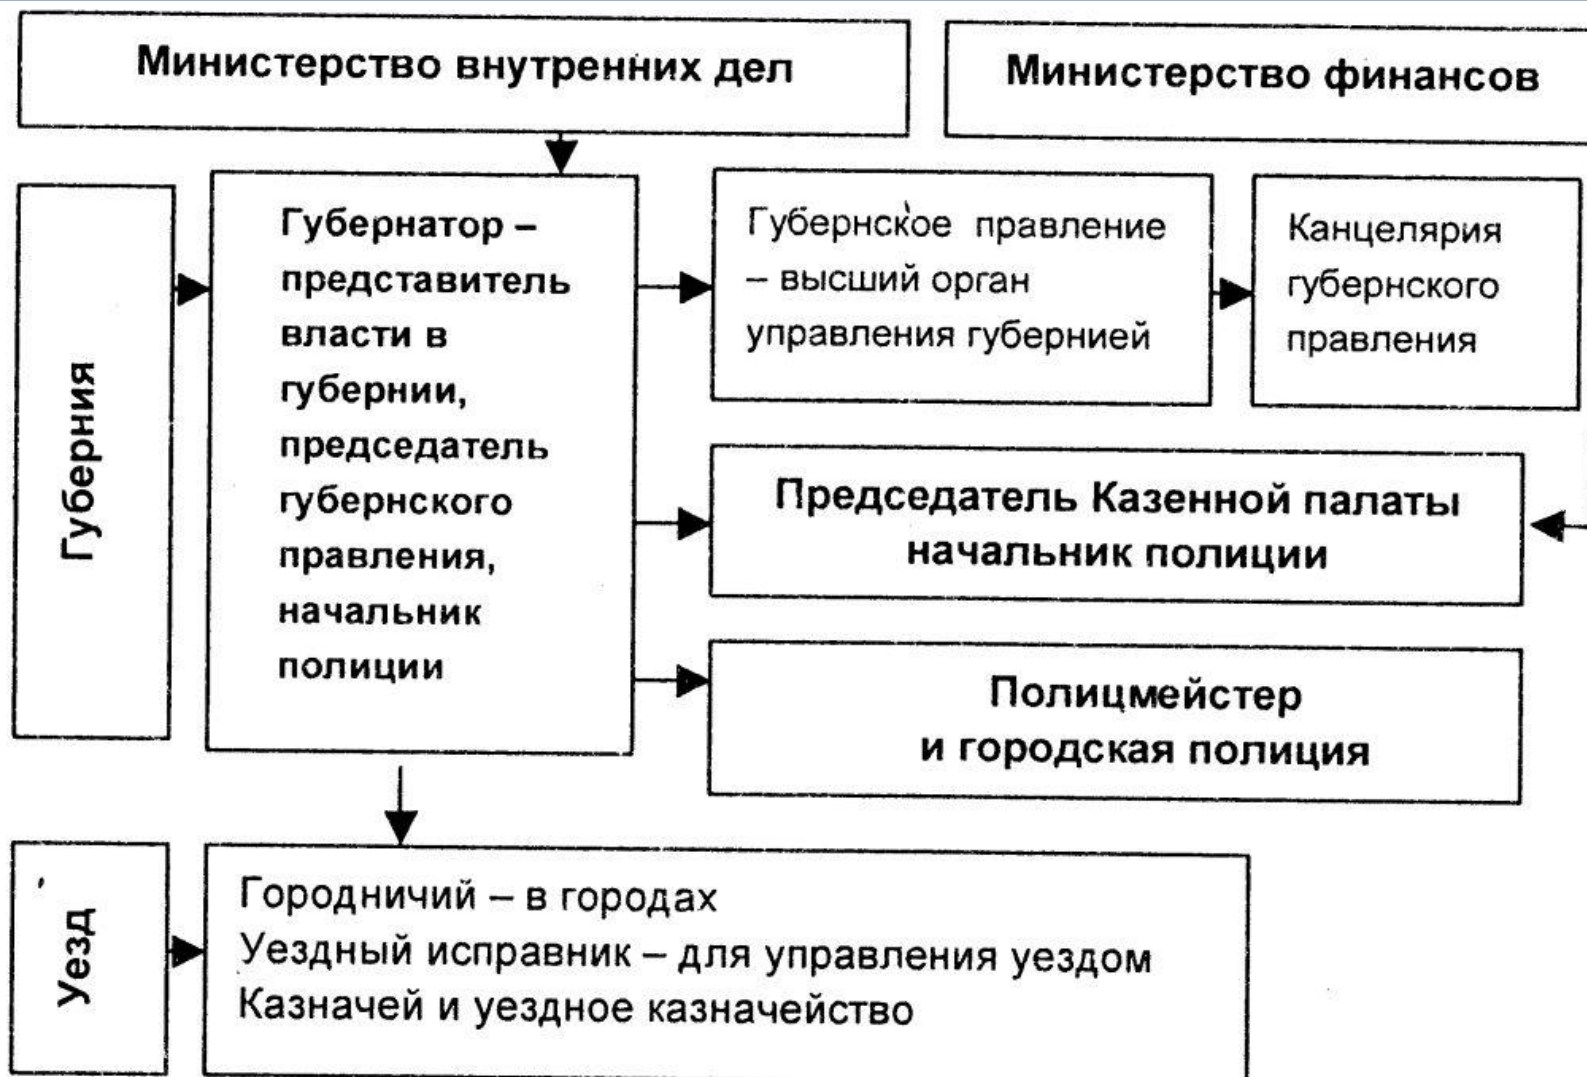 Министерство внутренних дел
Министерство финансов
Губерния
Губернатор –
представитель
власти в
губернии,
председатель
губернского
правления,
начальник
полиции
Губернское правление
– высший орган
управления губернией
Канцелярия
губернского
правления
Председатель Казенной палаты
начальник полиции
Полицмейстер
и городская полиция
Уезд
Городничий – в городах
Уездный исправник – для управления уездом
Казначей и уездное казначейство